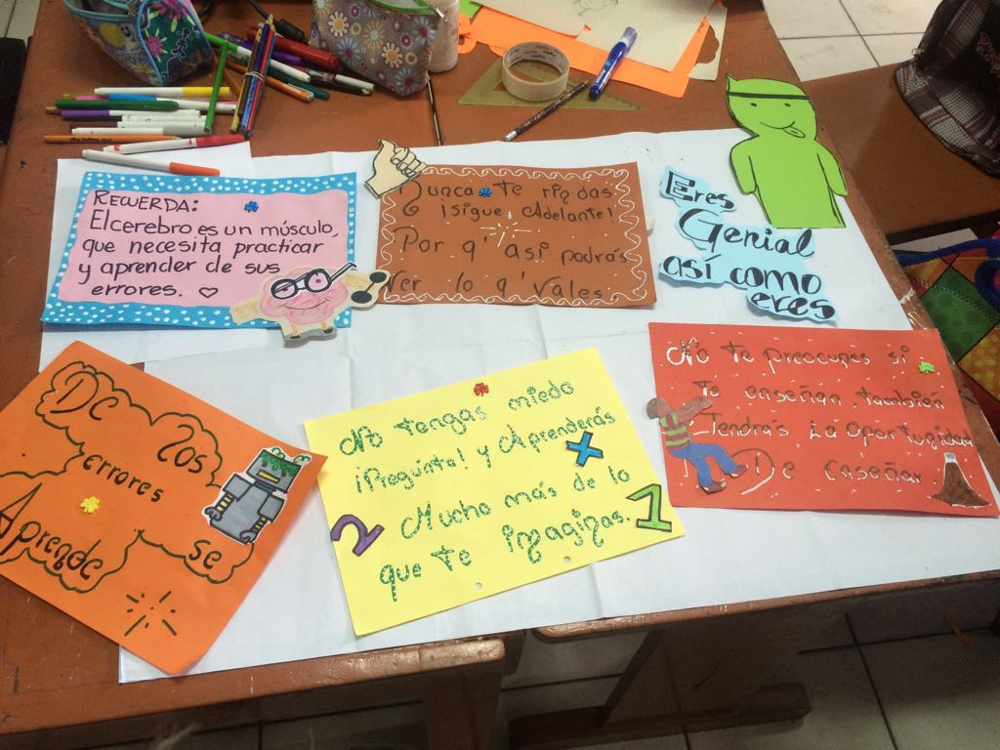 RECUERDA:
El cerebro es un músculo,
que necesita practicar
y aprender de sus
errores.
Nunca te rindas
¡sigue Adelante!
Por q' asi podrás
Ver lo q' Vales
Eres
Genial
así como
eres
De los
errores
se
Aprende
No tengas miedo
¡Pregunta! y Aprenderás
Mucho más de lo
que te imaginas.
2
x
1
No te preocupes si
Te enseñan, también
Tendrás La oportunidad
De Enseñar